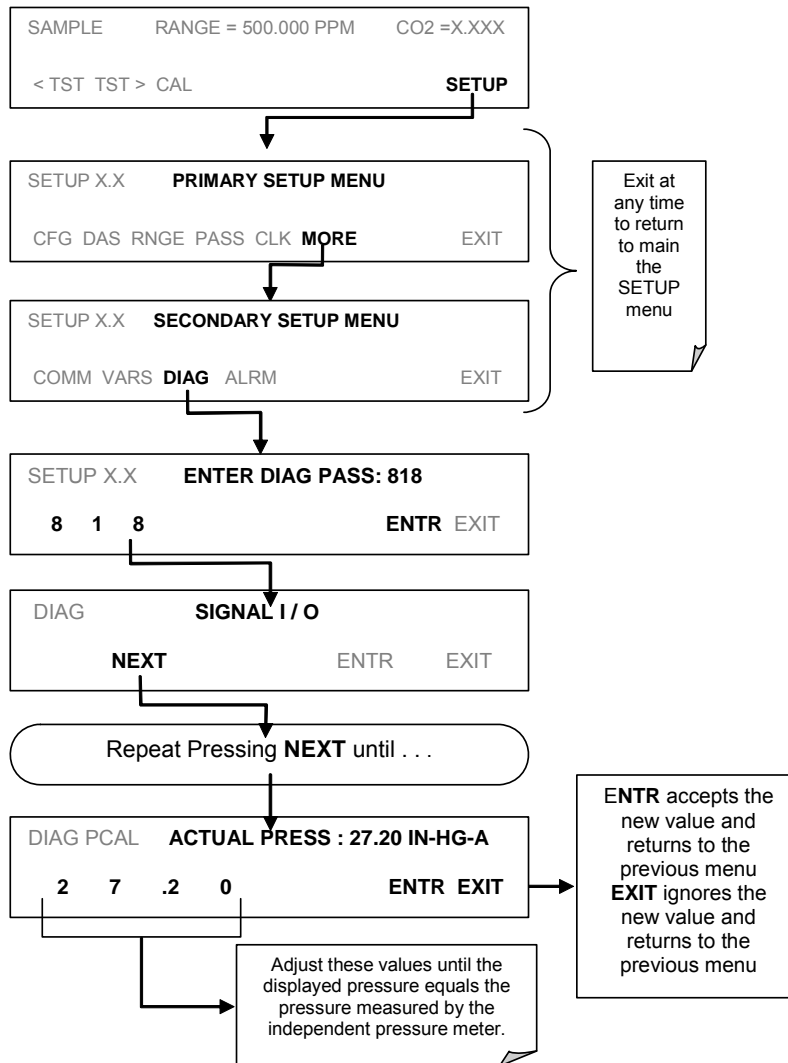 SAMPLE RANGE = 500.000 PPM CO2 =X.XXX
< TST TST > CAL SETUP
SETUP X.X PRIMARY SETUP MENU
CFG DAS RNGE PASS CLK MORE EXIT
SETUP X.X SECONDARY SETUP MENU
COMM VARS DIAG ALRM EXIT
Exit at
any time
to return
to main
the
SETUP
menu
SETUP X.X ENTER DIAG PASS: 818
8 1 8 ENTR EXIT
DIAG SIGNAL I / O
NEXT ENTR EXIT
Repeat Pressing NEXT until . . .
DIAG PCAL ACTUAL PRESS : 27.20 IN-HG-A
2 7 .2 0 ENTR EXIT
ENTR accepts the
new value and
returns to the
previous menu
EXIT ignores the
new value and
returns to the
previous menu
Adjust these values until the
displayed pressure equals the
pressure measured by the
independent pressure meter.